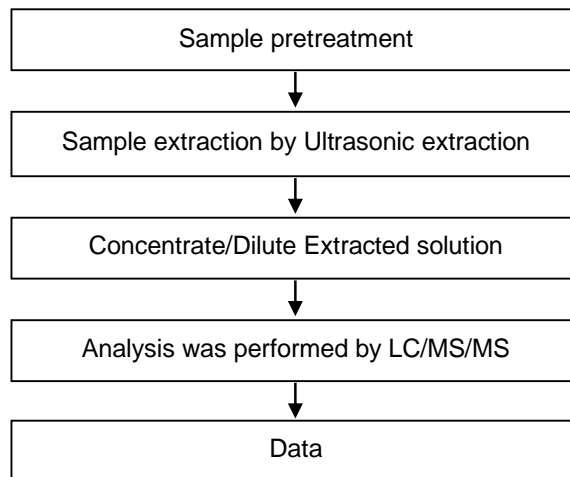 Sample pretreatment
Sample extraction by Ultrasonic extraction
Concentrate/Dilute Extracted solution
Analysis was performed by LC/MS/MS
Data